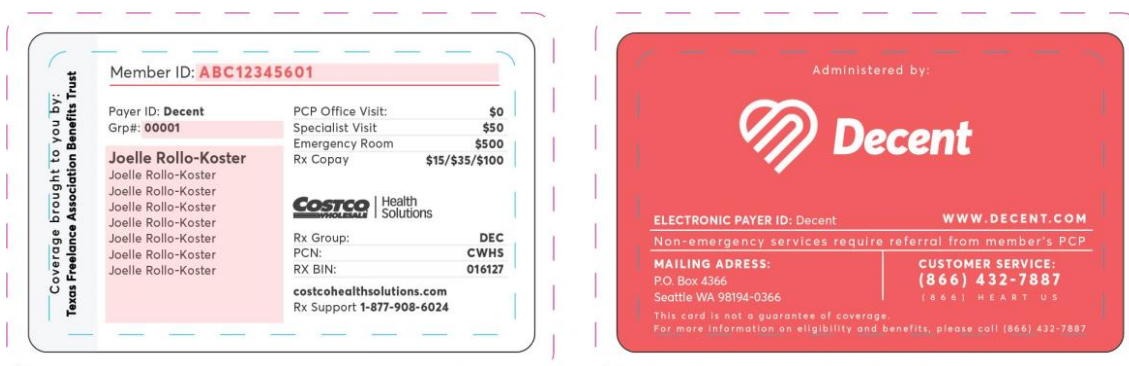 Coverage brought to you by:
Texas Freelance Association Benefits Trust
Member ID: ABC12345601
Payer ID: Decent
Grp#: 00001
Joelle Rollo-Koster
Joelle Rollo-Koster
Joelle Rollo-Koster
Joelle Rollo-Koster
Joelle Rollo-Koster
Joelle Rollo-Koster
Joelle Rollo-Koster
Joelle Rollo-Koster
PCP Office Visit: $0
Specialist Visit $50
Emergency Room $500
Rx Copay $15/$35/$100
COSTCO WHOLESALE Health Solutions
Rx Group: DEC
PCN: CWHS
RX BIN: 016127
costcohealthsolutions.com
Rx Support 1-877-908-6024
Administered by:
Decent
ELECTRONIC PAYER ID: Decent
WWW.DECENT.COM
Non-emergency services require referral from member's PCP
MAILING ADRESS:
P.O. Box 4366
Seattle WA 98194-0366
CUSTOMER SERVICE:
(866) 432-7887
(866) HEART US
This card is not a guarantee of coverage.
For more information on eligibility and benefits, please call (866) 432-7887